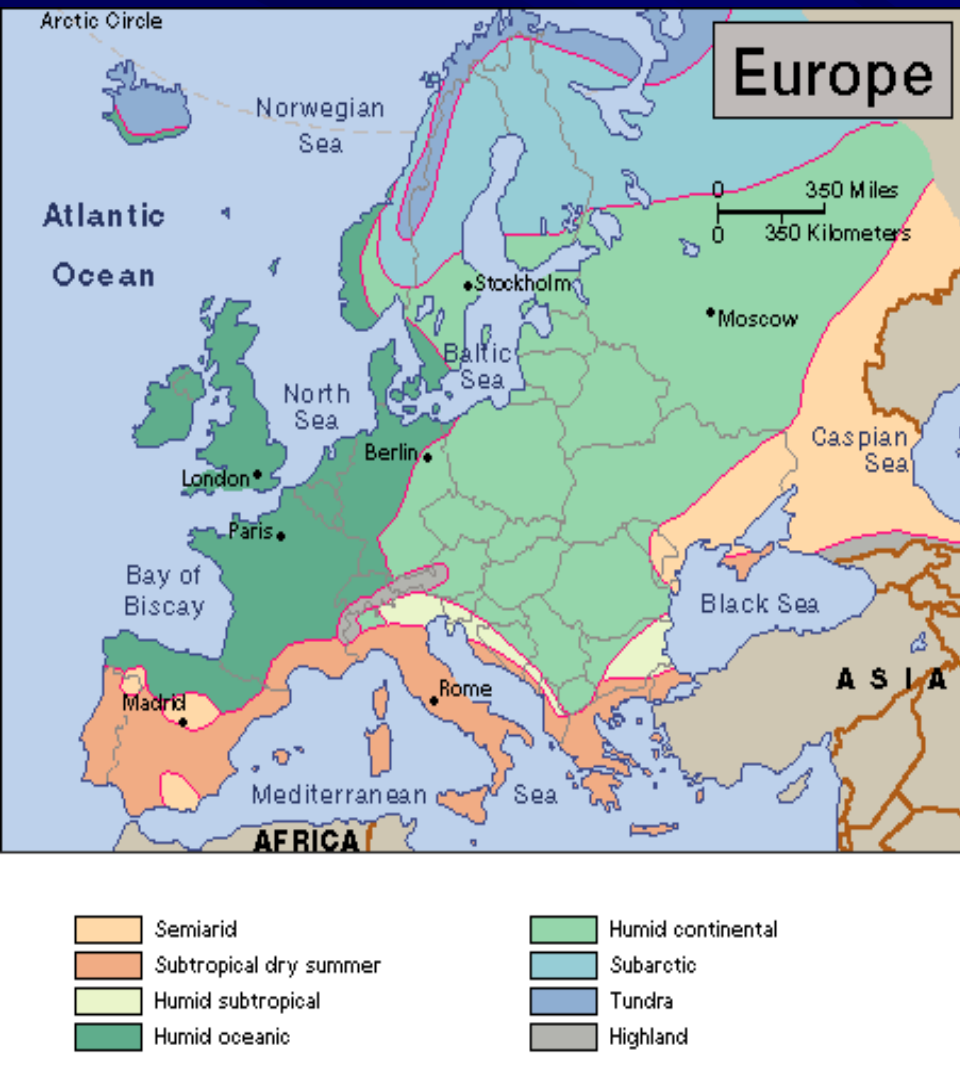 Arctic Circle
Europe
Norwegian
Sea
0 350 Miles
0 350 Kilometers
Atlantic
Ocean
Stockholm
Moscow
Baltic
Sea
North
Sea
Caspian
Sea
Berlin
London
Paris
Bay of
Biscay
Black Sea
ASIA
Rome
Madrid
Mediterranean Sea
AFRICA
Semiarid
Subtropical dry summer
Humid subtropical
Humid oceanic
Humid continental
Subarctic
Tundra
Highland